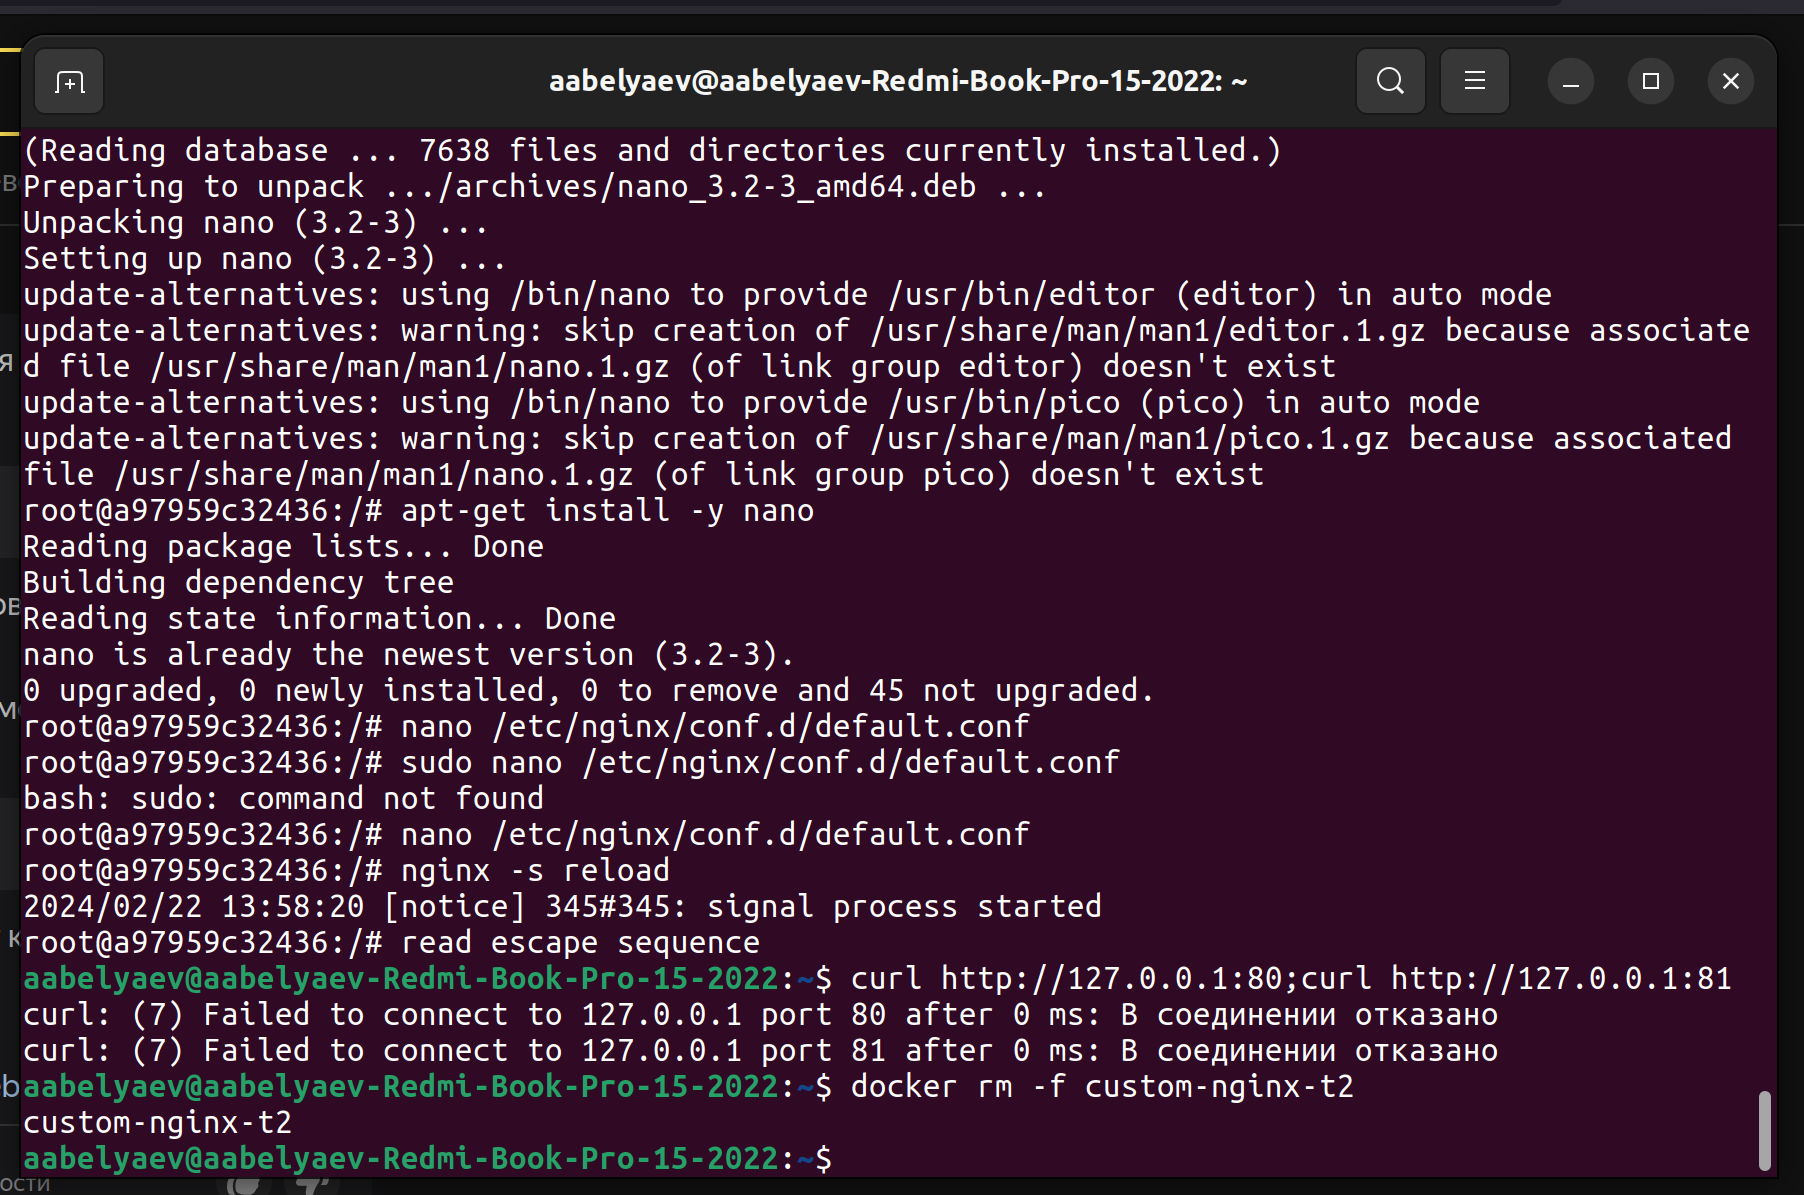 aabelyaev@aabelyaev-Redmi-Book-Pro-15-2022: ~
(Reading database ... 7638 files and directories currently installed.)
Preparing to unpack .../archives/nano_3.2-3_amd64.deb ...
Unpacking nano (3.2-3) ...
Setting up nano (3.2-3) ...
update-alternatives: using /bin/nano to provide /usr/bin/editor (editor) in auto mode
update-alternatives: warning: skip creation of /usr/share/man/man1/editor.1.gz because associate
d file /usr/share/man/man1/nano.1.gz (of link group editor) doesn't exist
update-alternatives: using /bin/nano to provide /usr/bin/pico (pico) in auto mode
update-alternatives: warning: skip creation of /usr/share/man/man1/pico.1.gz because associated
file /usr/share/man/man1/nano.1.gz (of link group pico) doesn't exist
root@a97959c32436:/# apt-get install -y nano
Reading package lists... Done
Building dependency tree
Reading state information... Done
nano is already the newest version (3.2-3).
0 upgraded, 0 newly installed, 0 to remove and 45 not upgraded.
root@a97959c32436:/# nano /etc/nginx/conf.d/default.conf
root@a97959c32436:/# sudo nano /etc/nginx/conf.d/default.conf
bash: sudo: command not found
root@a97959c32436:/# nano /etc/nginx/conf.d/default.conf
root@a97959c32436:/# nginx -s reload
2024/02/22 13:58:20 [notice] 345#345: signal process started
root@a97959c32436:/# read escape sequence
aabelyaev@aabelyaev-Redmi-Book-Pro-15-2022:~$ curl http://127.0.0.1:80;curl http://127.0.0.1:81
curl: (7) Failed to connect to 127.0.0.1 port 80 after 0 ms: В соединении отказано
curl: (7) Failed to connect to 127.0.0.1 port 81 after 0 ms: В соединении отказано
aabelyaev@aabelyaev-Redmi-Book-Pro-15-2022:~$ docker rm -f custom-nginx-t2
custom-nginx-t2
aabelyaev@aabelyaev-Redmi-Book-Pro-15-2022:~$